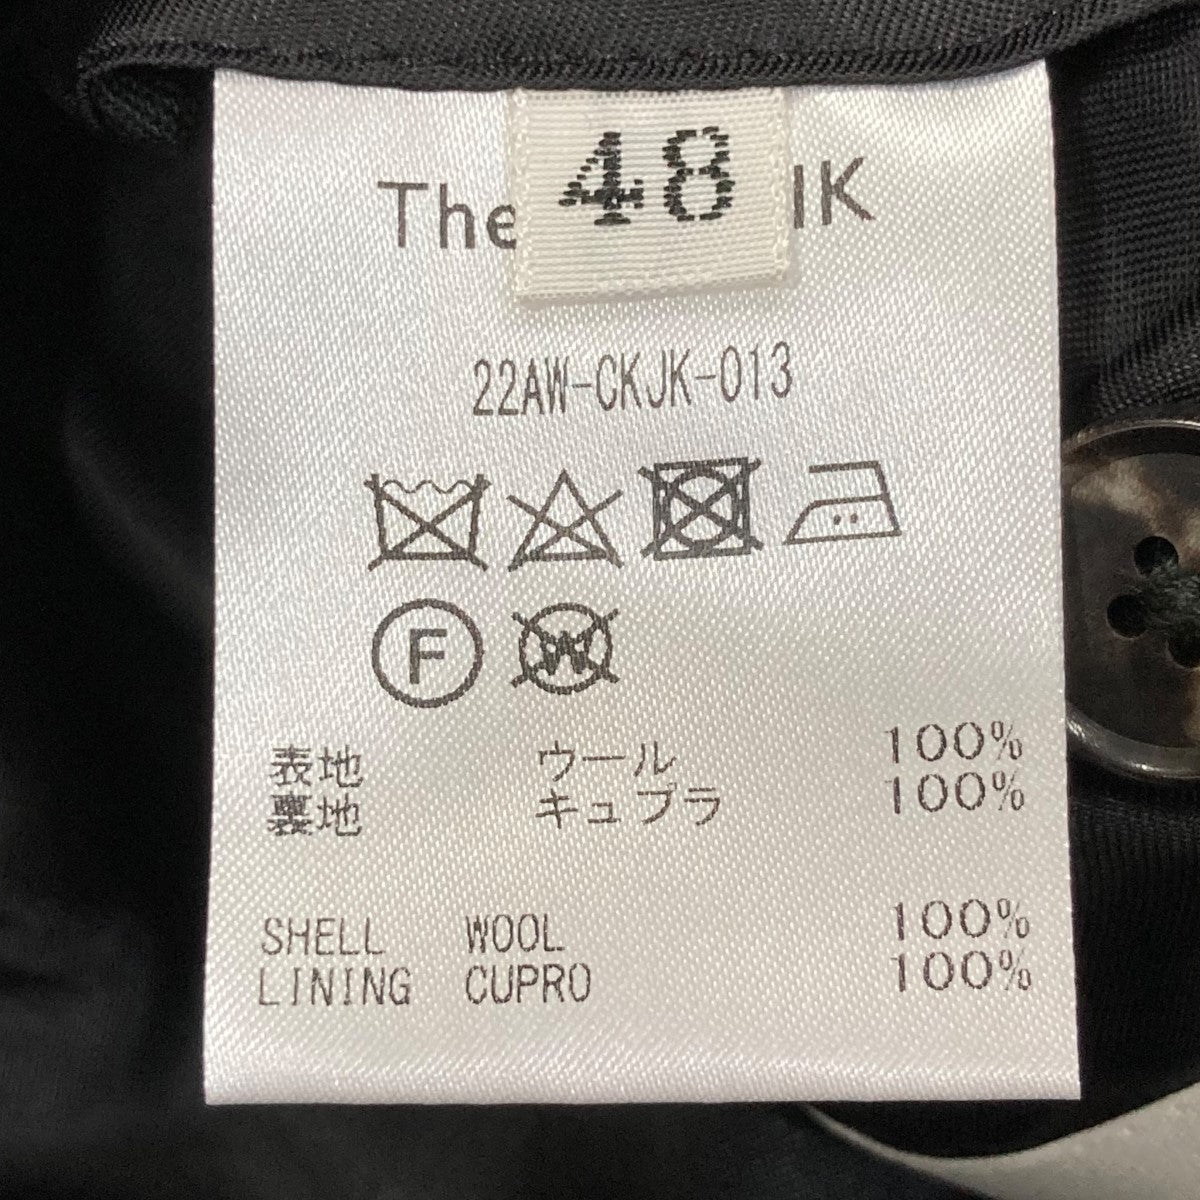 48
The
IK
22AW-CKJK-013
F
W
表地 ウール 100%
裏地 キュプラ 100%
SHELL WOOL 100%
LINING CUPRO 100%